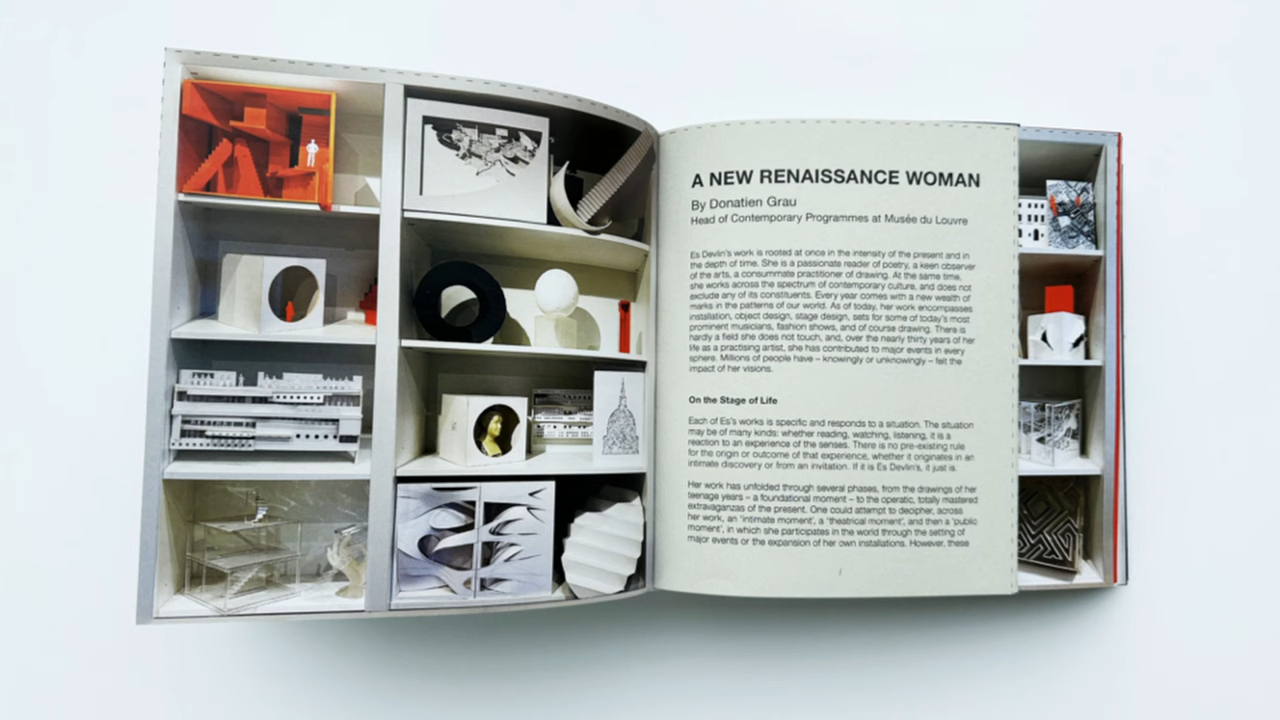 A NEW RENAISSANCE WOMAN
By Donatien Grau
Head of Contemporary Programmes at Musée du Louvre
Es Devlin's work is rooted at once in the intensity of the present and in
the depth of time. She is a passionate reader of poetry, a keen observer
of the arts, a consummate practitioner of drawing. At the same time,
she works across the spectrum of contemporary culture, and does not
exclude any of its constituents. Every year comes with a new wealth of
marks in the patterns of our world. As of today, her work encompasses
installation, object design, stage design, sets for some of today's most
prominent musicians, fashion shows, and of course drawing. There is
hardly a field she does not touch, and, over the nearly thirty years of her
life as a practising artist, she has contributed to major events in every
sphere. Millions of people have – knowingly or unknowingly – felt the
impact of her visions.
On the Stage of Life
Each of Es's works is specific and responds to a situation. The situation
may be of many kinds: whether reading, watching, listening, it is a
reaction to an experience of the senses. There is no pre-existing rule
for the origin or outcome of that experience, whether it originates in an
intimate discovery or from an invitation. If it is Es Devlin's, it just is.
Her work has unfolded through several phases, from the drawings of her
teenage years – a foundational moment – to the operatic, totally mastered
extravaganzas of the present. One could attempt to decipher, across
her work, an 'intimate moment', a 'theatrical moment', and then a 'public
moment', in which she participates in the world through the setting of
major events or the expansion of her own installations. However, these